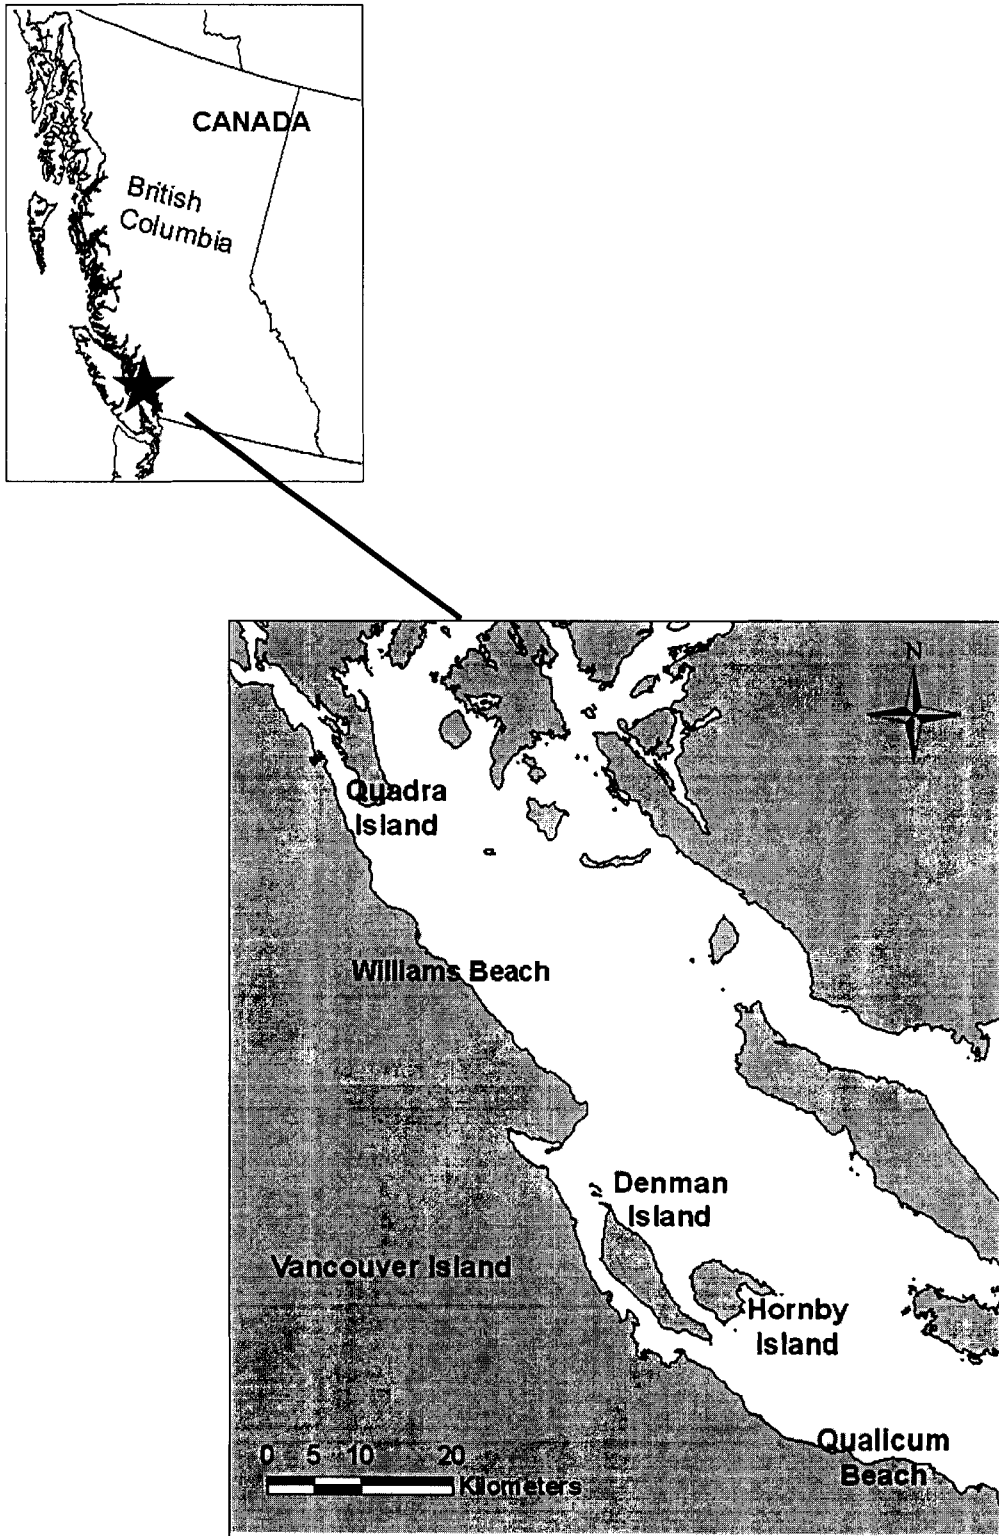 CANADA
British
Columbia
N
Quadra
Island
Williams Beach
Denman
Island
Vancouver Island
Hornby
Island
Qualicum
Beach
0 5 10 20
Kilometers